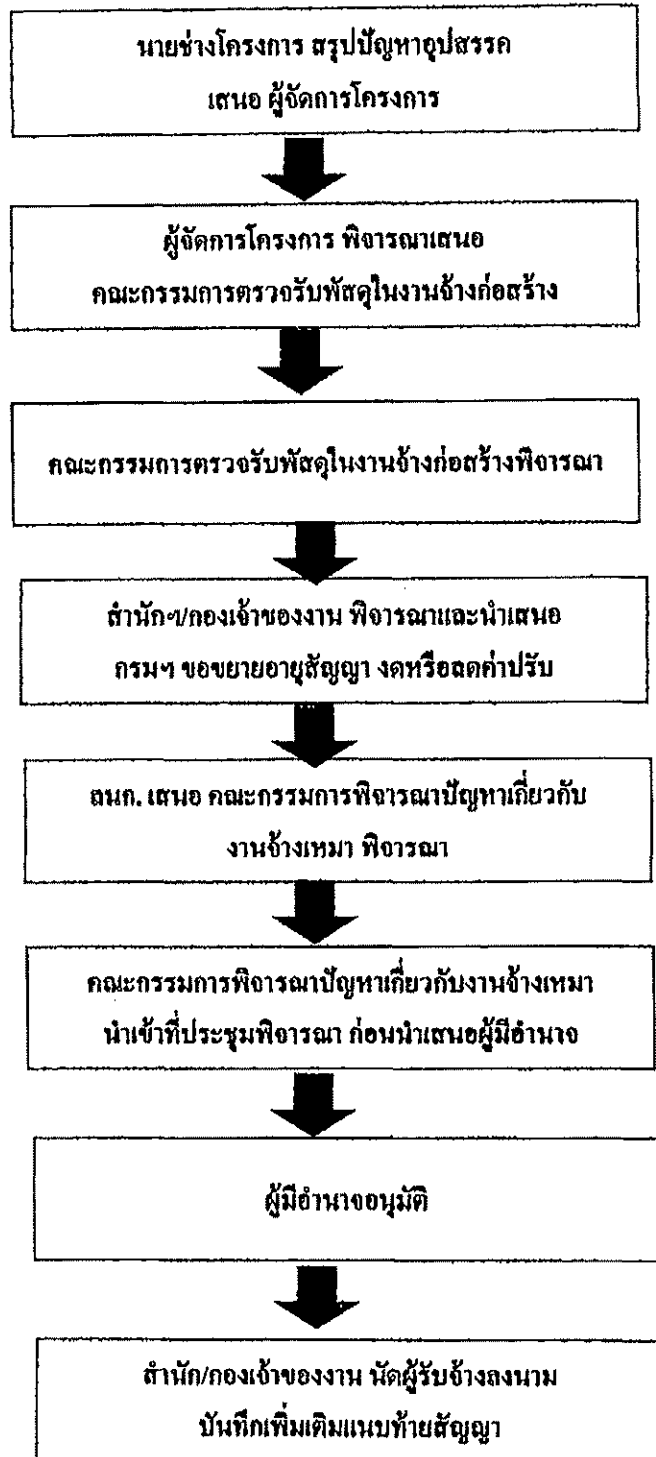 นายช่างโครงการ สรุปปัญหาอุปสรรค
เสนอ ผู้จัดการโครงการ
ผู้จัดการโครงการ พิจารณาเสนอ
คณะกรรมการตรวจรับพัสดุในงานจ้างก่อสร้าง
คณะกรรมการตรวจรับพัสดุในงานจ้างก่อสร้างพิจารณา
สำนักฯ/กองเจ้าของงาน พิจารณาและนำเสนอ
กรมฯ ขอขยายอายุสัญญา งดหรือลดค่าปรับ
ลนก. เสนอ คณะกรรมการพิจารณาปัญหาเกี่ยวกับ
งานจ้างเหมา พิจารณา
คณะกรรมการพิจารณาปัญหาเกี่ยวกับงานจ้างเหมา
นำเข้าที่ประชุมพิจารณา ก่อนนำเสนอผู้มีอำนาจ
ผู้มีอำนาจอนุมัติ
สำนัก/กองเจ้าของงาน นัดผู้รับจ้างลงนาม
บันทึกเพิ่มเติมแนบท้ายสัญญา